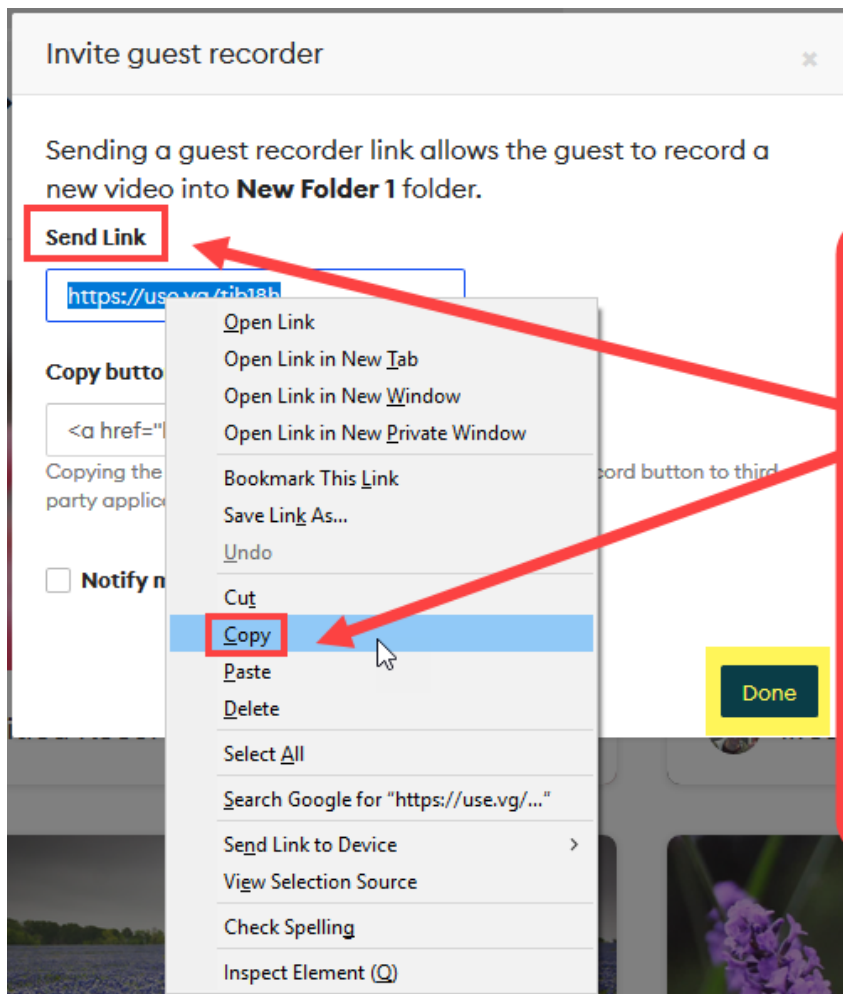 Invite guest recorder
Sending a guest recorder link allows the guest to record a
new video into New Folder 1 folder.
Send Link
Copy
<a href="
Copying the
cord button to third
party
Notify
Open Link
Open Link in New Tab
Open Link in New Window
Open Link in New Private Window
Bookmark This Link
Save Link As...
Undo
Cut
Copy
Paste
Delete
Select All
Search Google for “https://use.vg/...”
Send Link to Device
View Selection Source
Check Spelling
Inspect Element (Q)
Done